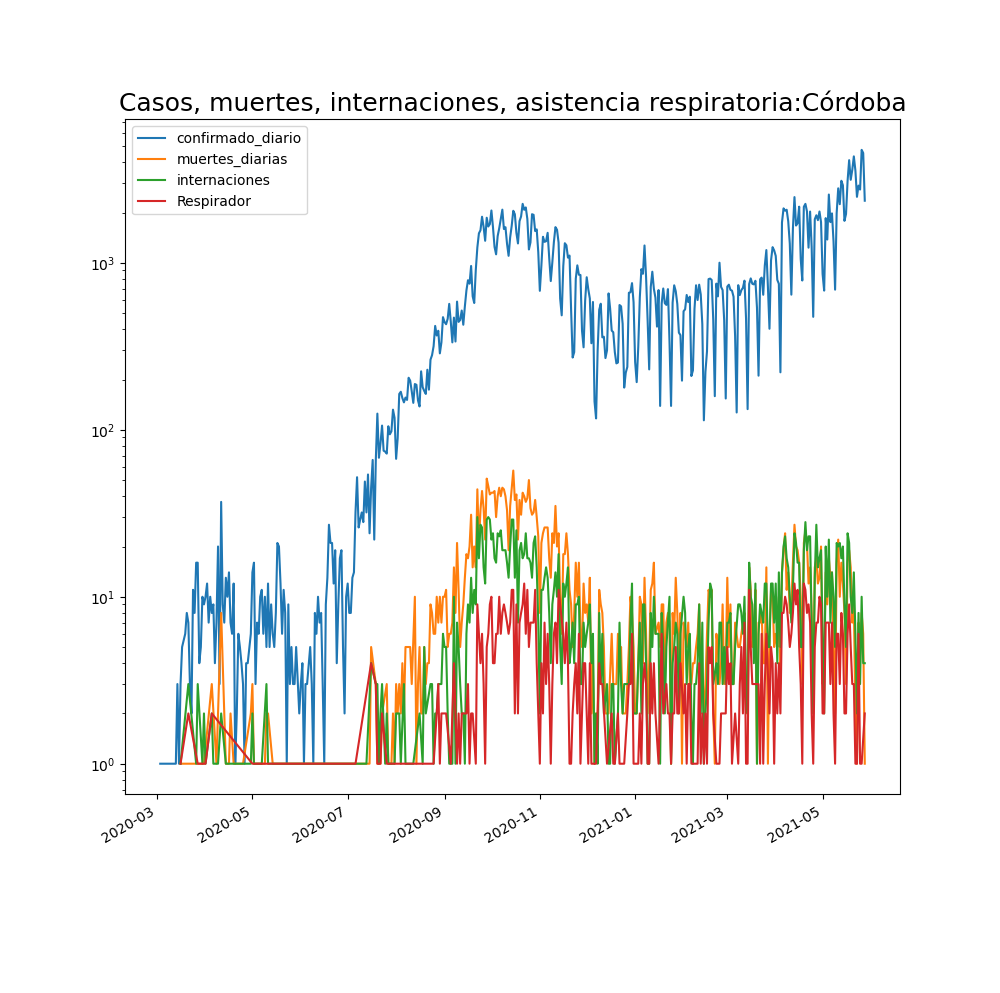 Casos, muertes, internaciones, asistencia respiratoria:Córdoba
confirmado_diario
muertes_diarias
internaciones
Respirador
10³
10²
10¹
10⁰
2020-03
2020-05
2020-07
2020-09
2020-11
2021-01
2021-03
2021-05